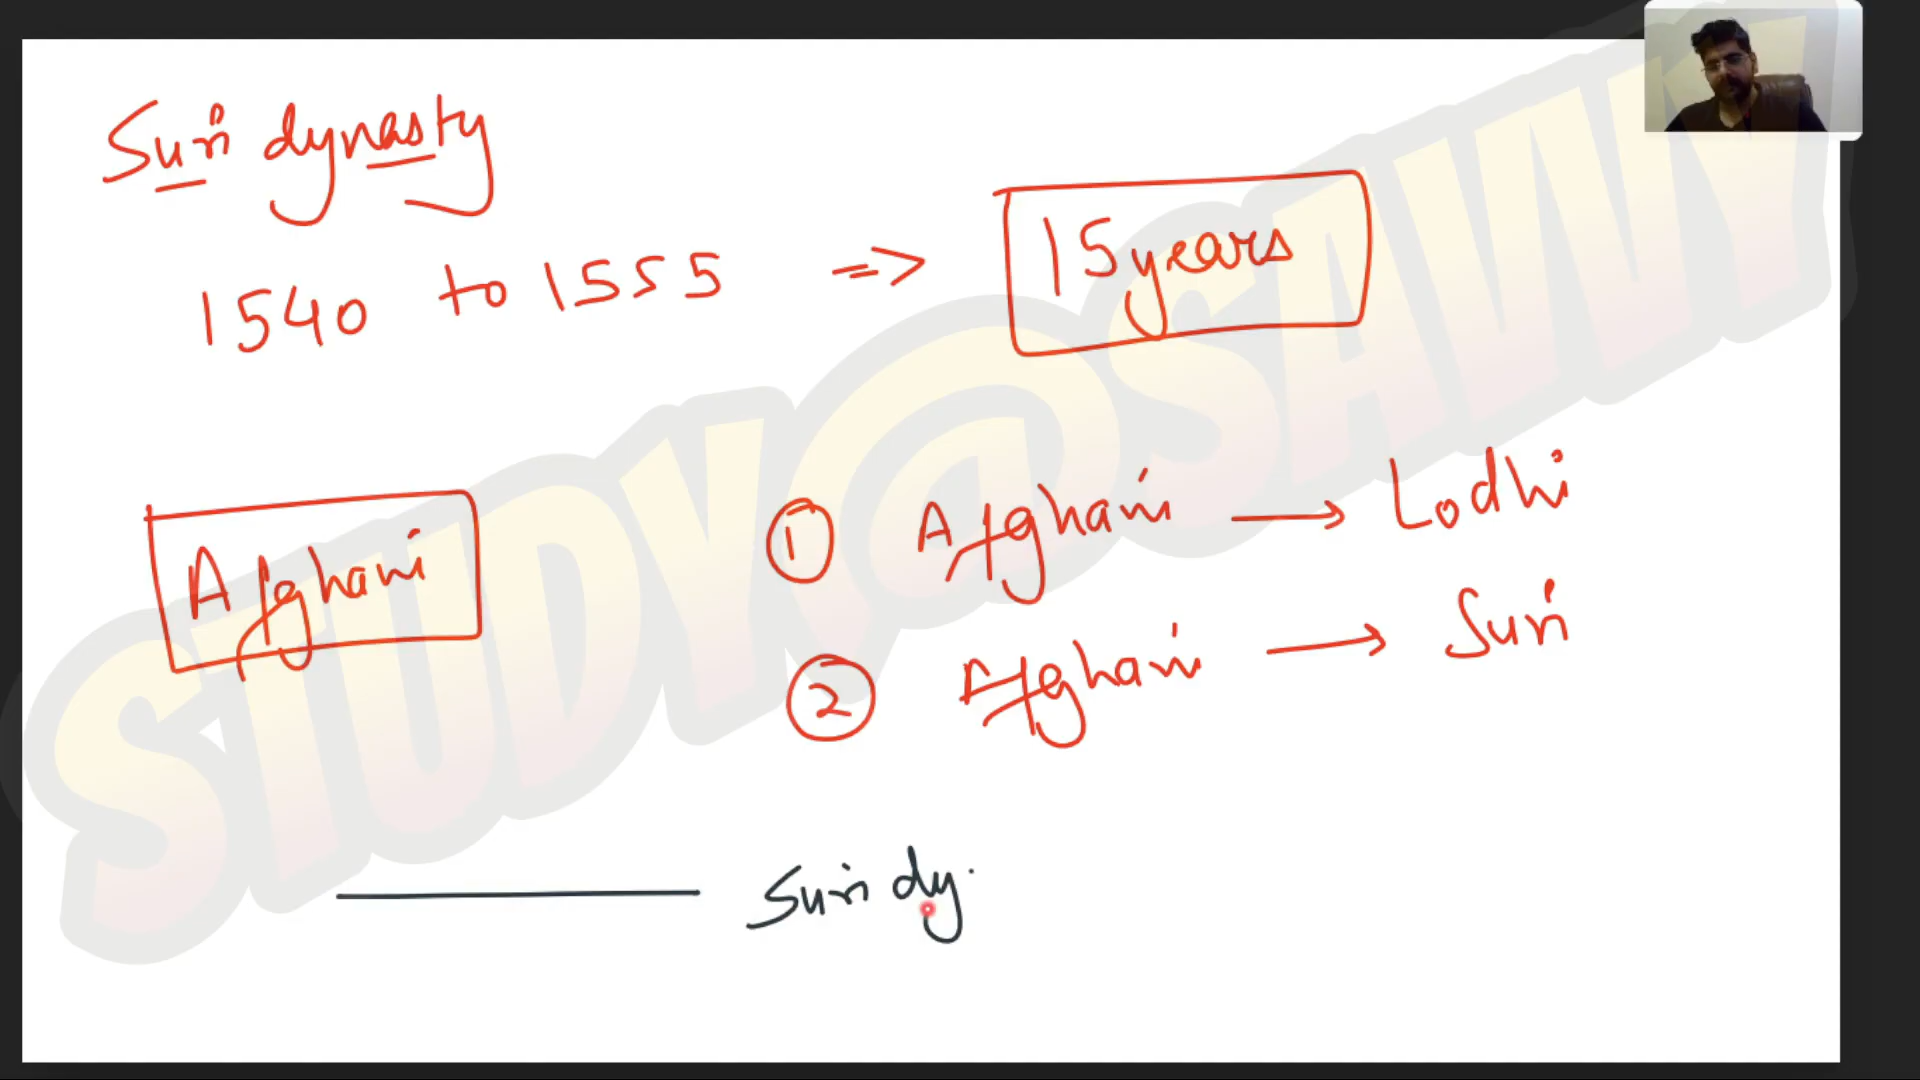 Suri dynasty
1540 to 1555 => 15 years
Afghani
① Afghani → Lodhi
② Afghani → Suri
Suri dy.
STUDY@SAVVY